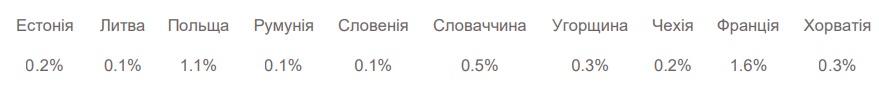 Естонія Литва Польща Румунія Словенія Словаччина Угорщина Чехія Франція Хорватія
0.2% 0.1% 1.1% 0.1% 0.1% 0.5% 0.3% 0.2% 1.6% 0.3%